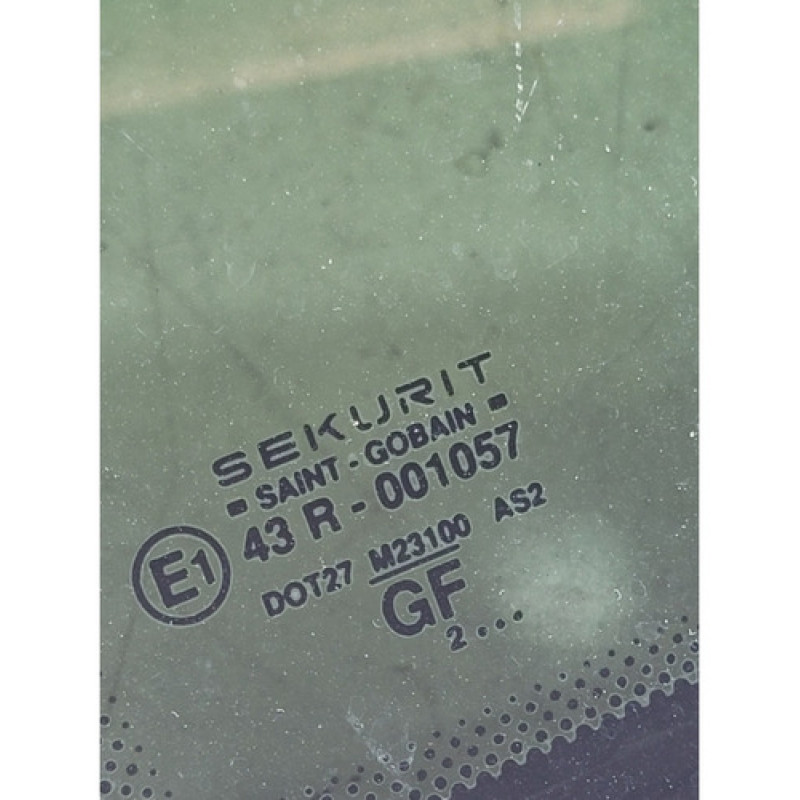 SEKURIT
SAINT-GOBAIN
E1 43 R - 001057
DOT27 M23100 AS2
GF
2...